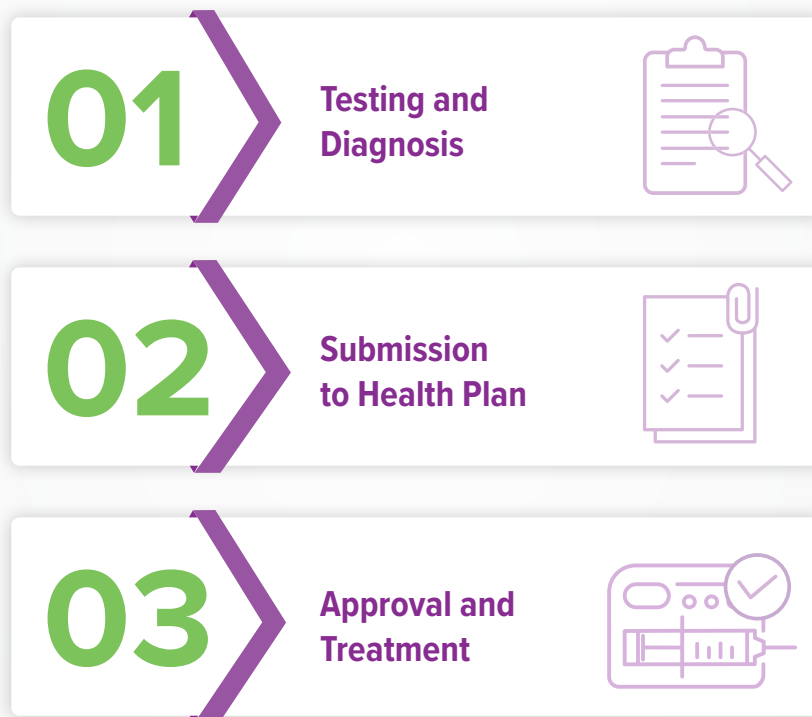 01
Testing and
Diagnosis
02
Submission
to Health Plan
03
Approval and
Treatment